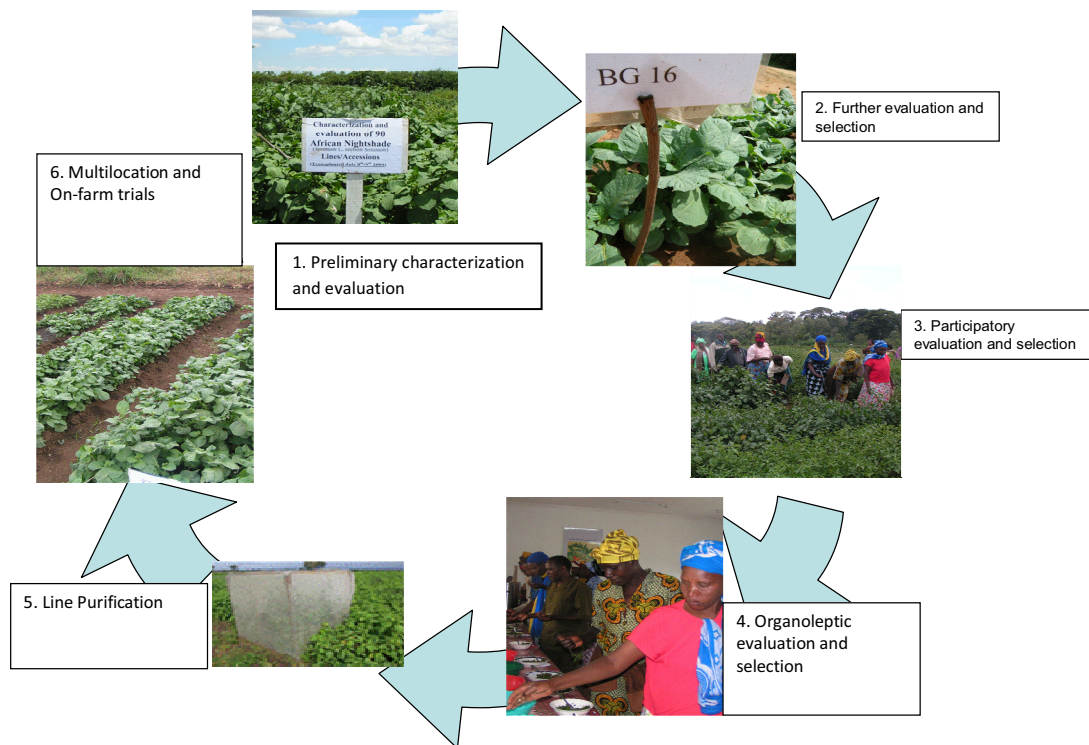 Characterization and
evaluation of 90
African Nightshade
Lines/Accessions
BG 16
2. Further evaluation and
selection
6. Multilocation and
On-farm trials
1. Preliminary characterization
and evaluation
3. Participatory
evaluation and selection
5. Line Purification
4. Organoleptic
evaluation and
selection